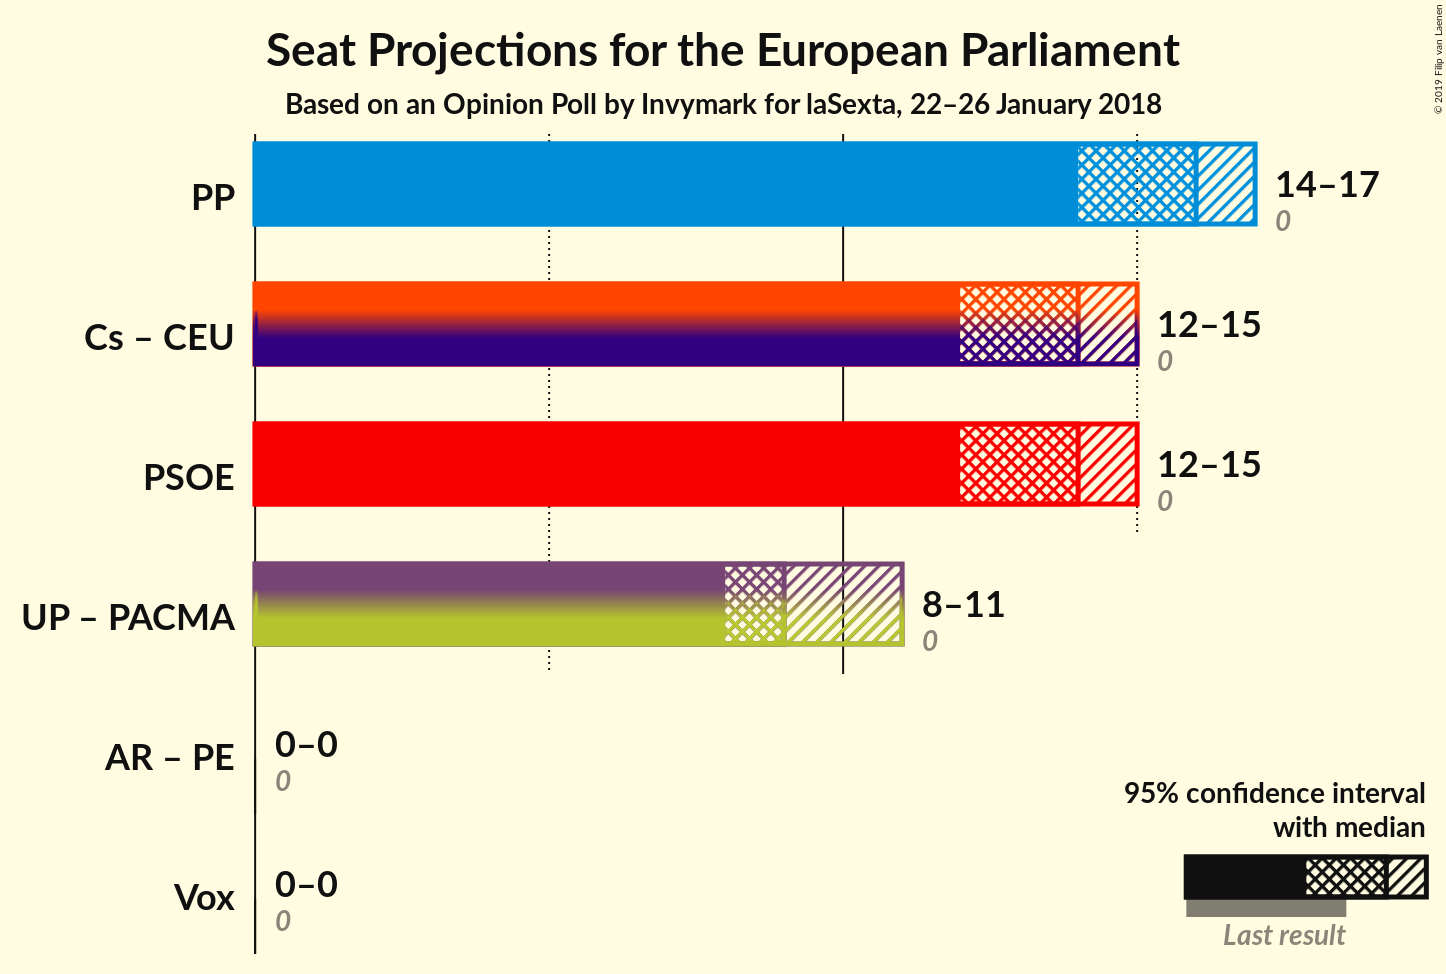 Seat Projections for the European Parliament
Based on an Opinion Poll by Invymark for laSexta, 22–26 January 2018
© 2019 Filip van Laenen
PP
14–17
0
Cs – CEU
12–15
0
PSOE
12–15
0
UP – PACMA
8–11
0
AR – PE
0–0
0
Vox
0–0
0
95% confidence interval
with median
Last result